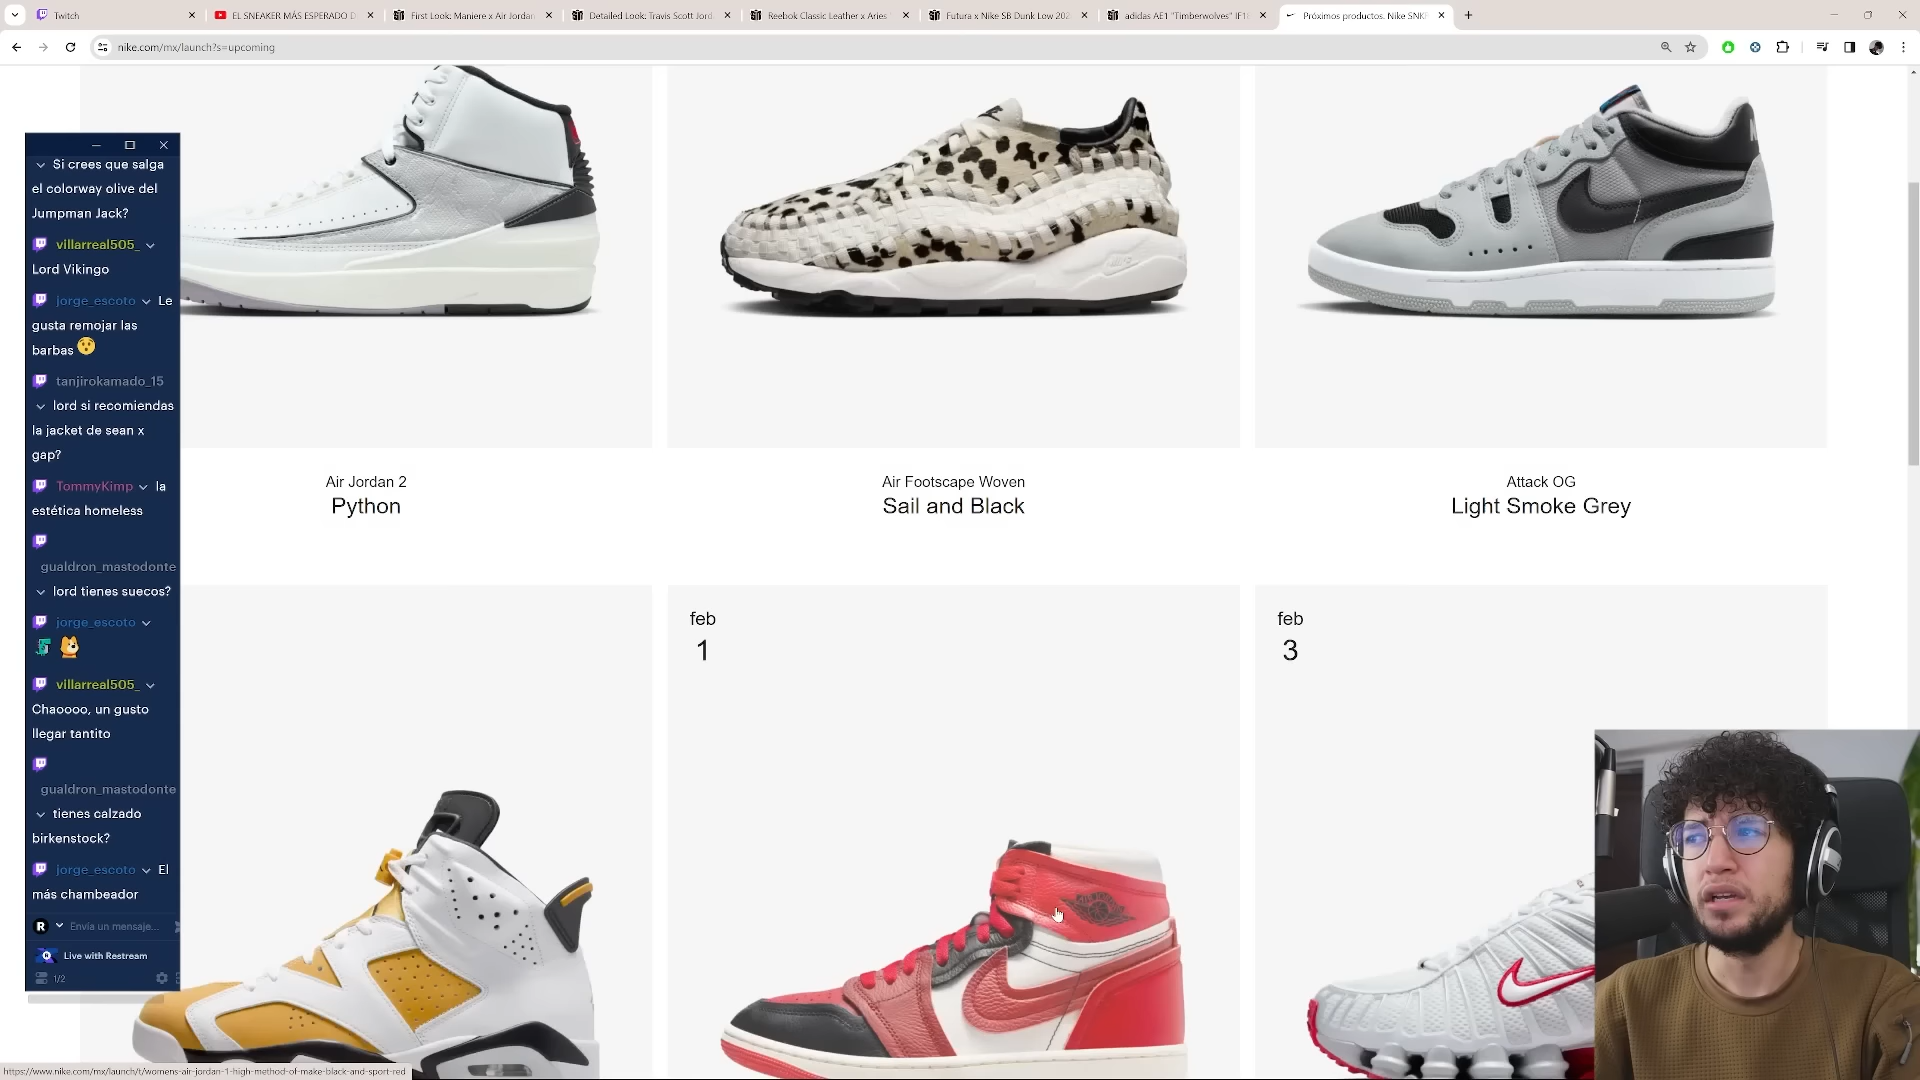 Twitch
EL SNEAKER MÁS ESPERADO D
First Look: Maniere x Air Jordan
Detailed Look: Travis Scott Jord
Reebok Classic Leather x Aries
Futura x Nike SB Dunk Low 202
adidas AE1 "Timberwolves" IF18
Próximos productos. Nike SNKR
nike.com/mx/launch?s=upcoming
Si crees que salga
el colorway olive del
Jumpman Jack?
villarreal505_
Lord Vikingo
jorge_escoto Le
gusta remojar las
barbas
tanjirokamado_15
lord si recomiendas
la jacket de sean x
gap?
TommyKimp la
estética homeless
gualdron_mastodonte
lord tienes suecos?
jorge_escoto
villarreal505_
Chaoooo, un gusto
llegar tantito
gualdron_mastodonte
tienes calzado
birkenstock?
jorge_escoto El
más chambeador
R Envía un mensaje...
Live with Restream
1/2
Air Jordan 2
Python
Air Footscape Woven
Sail and Black
Attack OG
Light Smoke Grey
feb
1
feb
3
https://www.nike.com/mx/launch/t/womens-air-jordan-1-high-method-of-make-black-and-sport-red